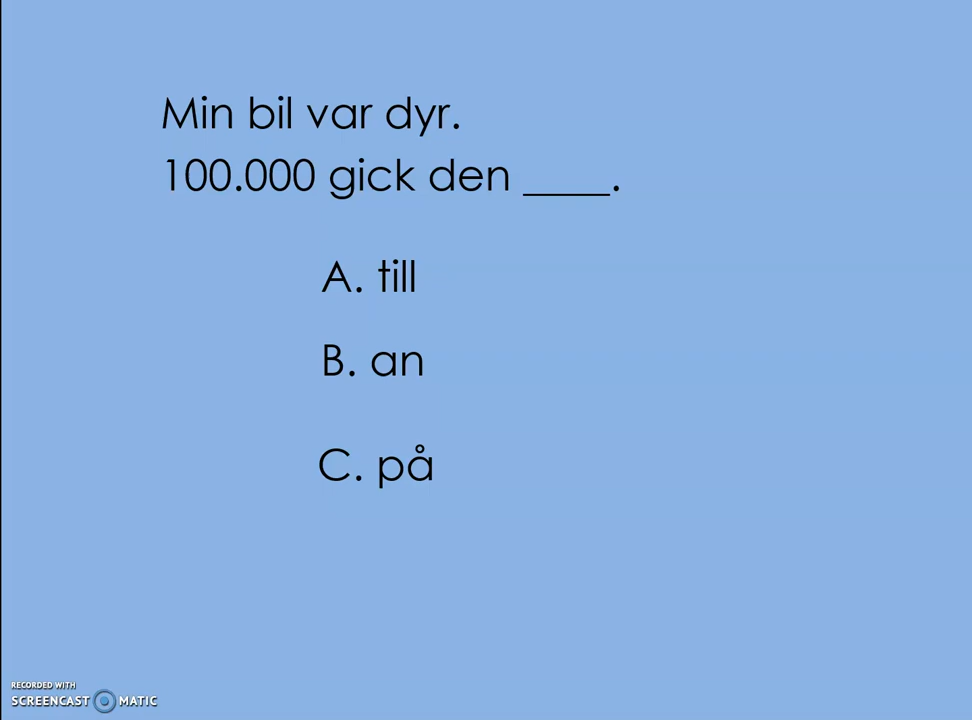 Min bil var dyr.
100.000 gick den ____.
A. till
B. an
C. på
RECORDED WITH
SCREENCAST MATIC